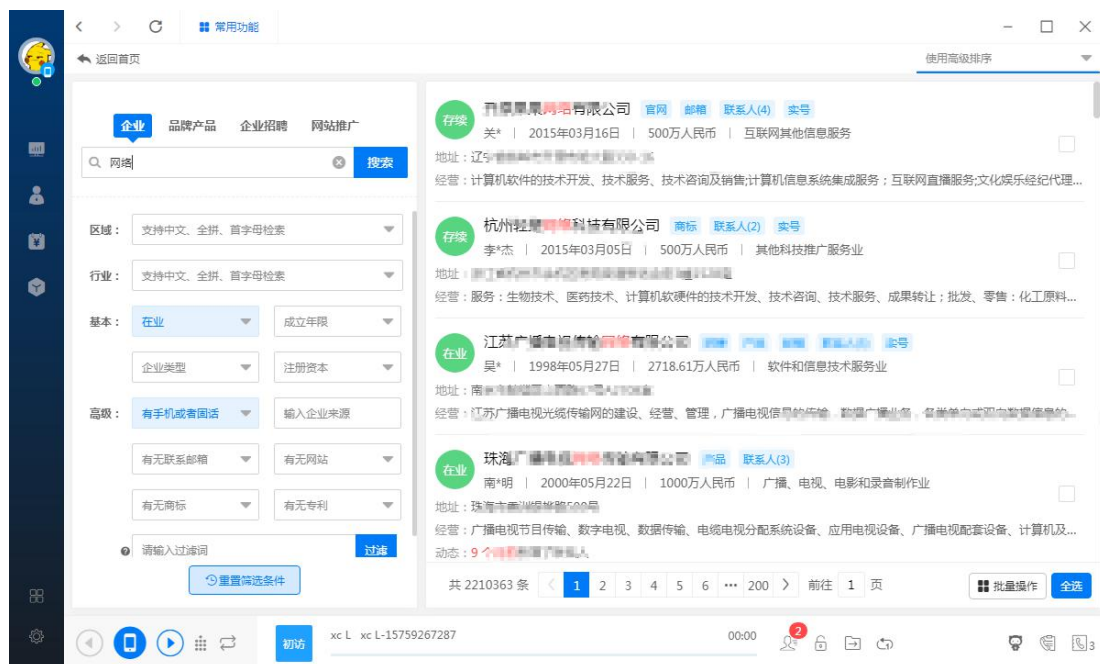 常用功能
返回首页
使用高级排序
企业 品牌产品 企业招聘 网站推广
网络 搜索
区域： 支持中文、全拼、首字母检索
行业： 支持中文、全拼、首字母检索
基本： 在业 成立年限
企业类型 注册资本
高级： 有手机或者固话 输入企业来源
有无联系邮箱 有无网站
有无商标 有无专利
请输入过滤词 过滤
重置筛选条件
存续 网络有限公司 官网 邮箱 联系人(4) 实号
关* | 2015年03月16日 | 500万人民币 | 互联网其他信息服务
地址：辽宁
经营：计算机软件的技术开发、技术服务、技术咨询及销售;计算机信息系统集成服务；互联网直播服务;文化娱乐经纪代理...
存续 杭州 科技有限公司 商标 联系人(2) 实号
李*杰 | 2015年03月05日 | 500万人民币 | 其他科技推广服务业
地址：
经营：服务：生物技术、医药技术、计算机软硬件的技术开发、技术咨询、技术服务、成果转让；批发、零售：化工原料...
在业 江苏广播电视传输网络有限公司 实号
吴* | 1998年05月27日 | 2718.61万人民币 | 软件和信息技术服务业
地址：南
经营：江苏广播电视光缆传输网的建设、经营、管理，广播电视信号的传输
在业 珠海广 产品 联系人(3)
南*明 | 2000年05月22日 | 1000万人民币 | 广播、电视、电影和录音制作业
地址：珠海市香洲
经营：广播电视节目传输、数字电视、数据传输、电缆电视分配系统设备、应用电视设备、广播电视配套设备、计算机及...
动态：9 个
共 2210363 条 1 2 3 4 5 6 ••• 200 前往 1 页 批量操作 全选
初访 xc L xc L-15759267287 00:00 2 3